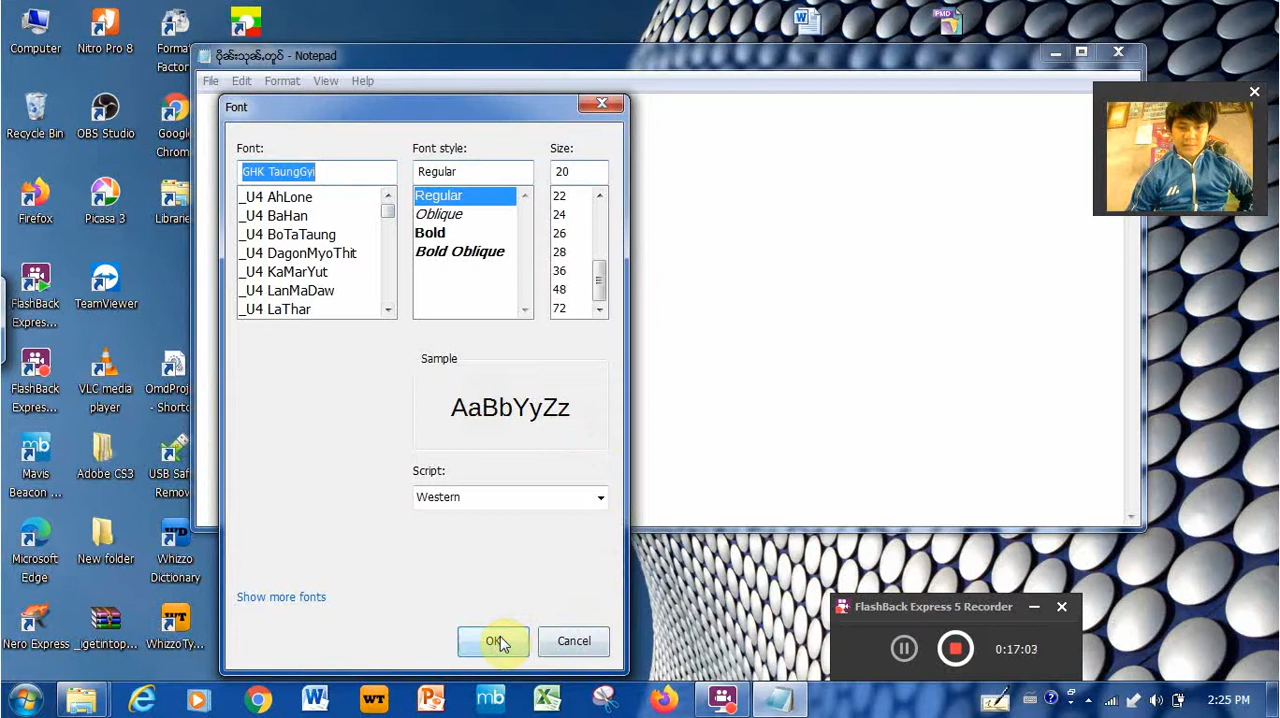 Computer
Nitro Pro 8
Format
Factor
PMD
Recycle Bin
OBS Studio
Google
Chrom
Firefox
Picasa 3
Librarie
FlashBack
Expres...
TeamViewer
FlashBack
Expres...
VLC media
player
OmdProj
- Shortc
Mavis
Beacon ...
Adobe CS3
USB Saf
Remov
Microsoft
Edge
New folder
Whizzo
Dictionary
Nero Express
_igetintop...
WhizzoTy...
- Notepad
File Edit Format View Help
Font
Font:
GHK TaungGyi
_U4 AhLone
_U4 BaHan
_U4 BoTaTaung
_U4 DagonMyoThit
_U4 KaMarYut
_U4 LanMaDaw
_U4 LaThar
Font style:
Regular
Regular
Oblique
Bold
Bold Oblique
Size:
20
22
24
26
28
36
48
72
Sample
AaBbYyZz
Script:
Western
Show more fonts
OK
Cancel
FlashBack Express 5 Recorder
0:17:03
2:25 PM